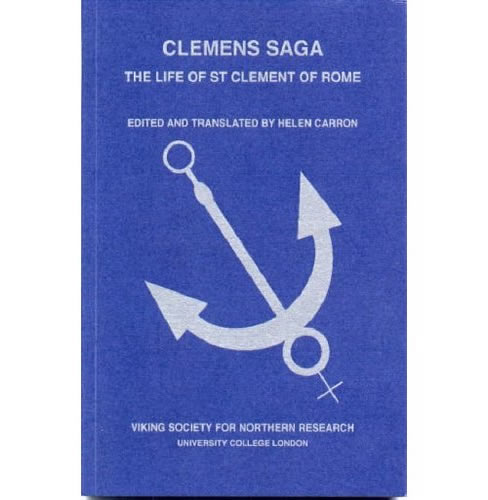 CLEMENS SAGA
THE LIFE OF ST CLEMENT OF ROME
EDITED AND TRANSLATED BY HELEN CARRON
VIKING SOCIETY FOR NORTHERN RESEARCH
UNIVERSITY COLLEGE LONDON